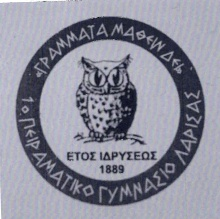 «ΓΡΑΜΜΑΤΑ ΜΑΘΕΙΝ ΔΕΙ»
ΕΤΟΣ ΙΔΡΥΣΕΩΣ
1889
1ο ΠΕΙΡΑΜΑΤΙΚΟ ΓΥΜΝΑΣΙΟ ΛΑΡΙΣΑΣ